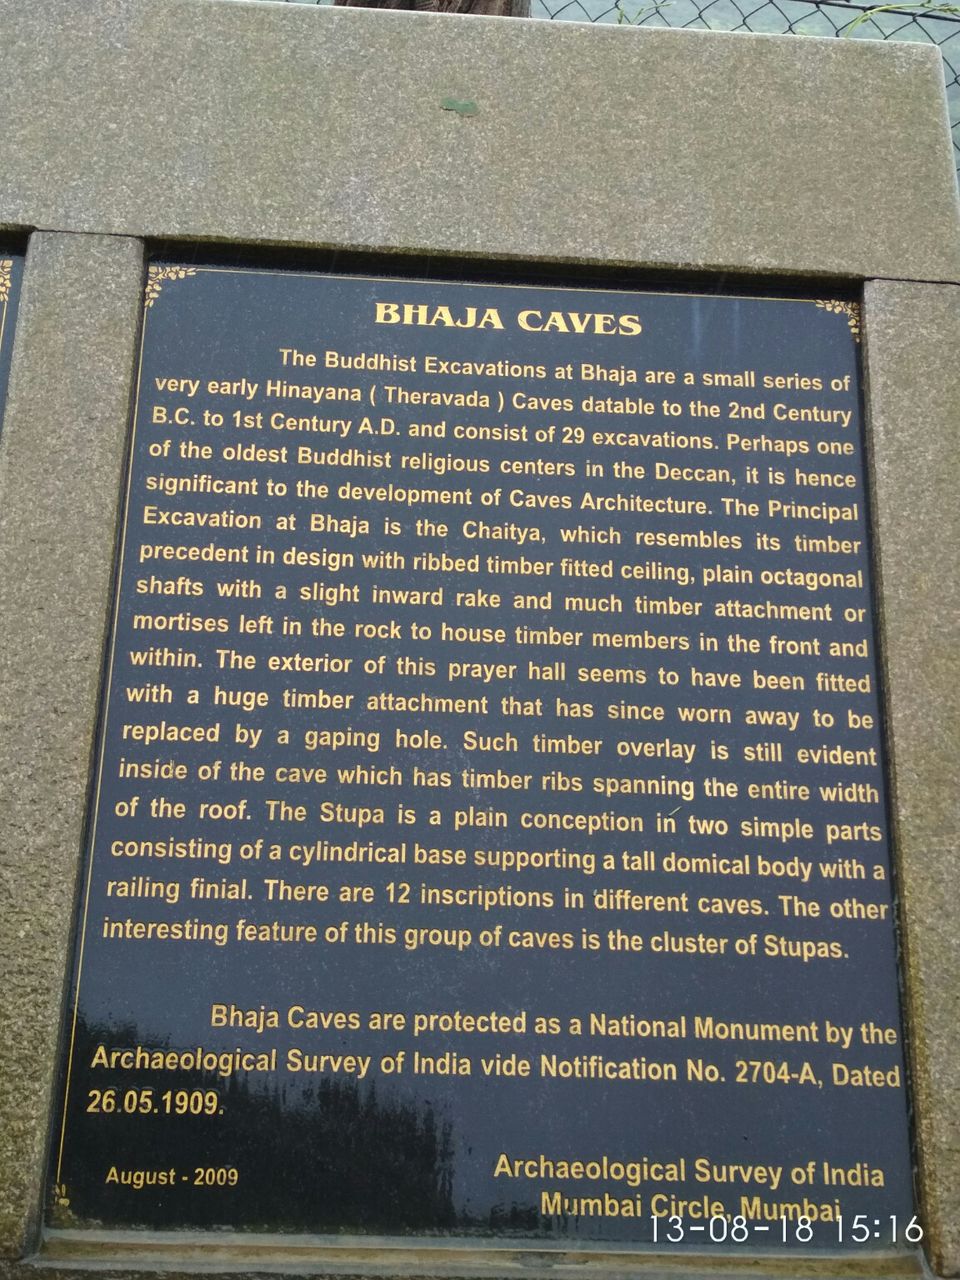 BHAJA CAVES
The Buddhist Excavations at Bhaja are a small series of
very early Hinayana ( Theravada ) Caves datable to the 2nd Century
B.C. to 1st Century A.D. and consist of 29 excavations. Perhaps one
of the oldest Buddhist religious centers in the Deccan, it is hence
significant to the development of Caves Architecture. The Principal
Excavation at Bhaja is the Chaitya, which resembles its timber
precedent in design with ribbed timber fitted ceiling, plain octagonal
shafts with a slight inward rake and much timber attachment or
mortises left in the rock to house timber members in the front and
within. The exterior of this prayer hall seems to have been fitted
with a huge timber attachment that has since worn away to be
replaced by a gaping hole. Such timber overlay is still evident
inside of the cave which has timber ribs spanning the entire width
of the roof. The Stupa is a plain conception in two simple parts
consisting of a cylindrical base supporting a tall domical body with a
railing finial. There are 12 inscriptions in different caves. The other
interesting feature of this group of caves is the cluster of Stupas.
Bhaja Caves are protected as a National Monument by the
Archaeological Survey of India vide Notification No. 2704-A, Dated
26.05.1909.
August - 2009
Archaeological Survey of India
Mumbai Circle, Mumbai
13-08-18 15:16